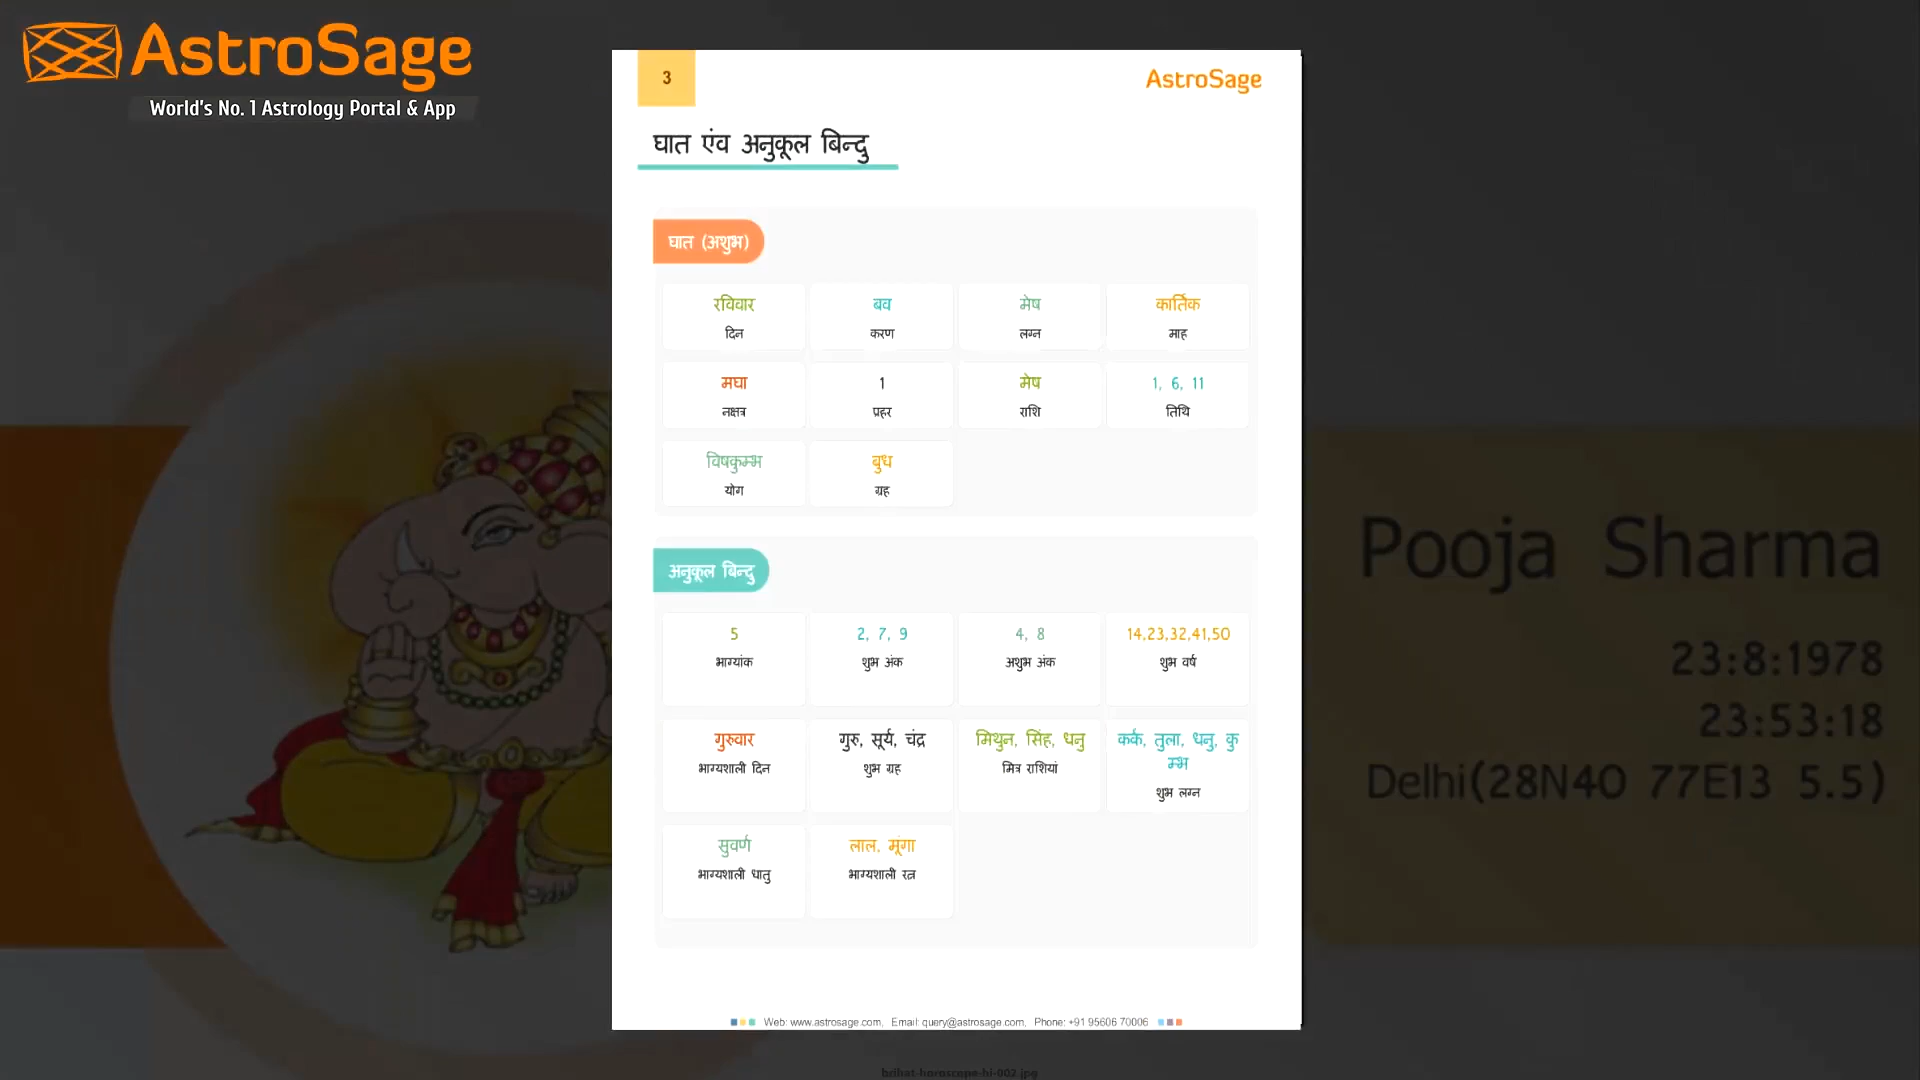 AstroSage
World's No. 1 Astrology Portal & App
3
AstroSage
घात एंव अनुकूल बिन्दु
घात (अशुभ)
रविवार
दिन
बव
करण
मेष
लग्न
कार्तिक
माह
मघा
नक्षत्र
1
प्रहर
मेष
राशि
1, 6, 11
तिथि
विषकुम्भ
योग
बुध
ग्रह
अनुकूल बिन्दु
5
भाग्यांक
2, 7, 9
शुभ अंक
4, 8
अशुभ अंक
14,23,32,41,50
शुभ वर्ष
गुरुवार
भाग्यशाली दिन
गुरु, सूर्य, चंद्र
शुभ ग्रह
मिथुन, सिंह, धनु
मित्र राशियां
कर्क, तुला, धनु, कु
म्भ
शुभ लग्न
सुवर्ण
भाग्यशाली धातु
लाल, मूंगा
भाग्यशाली रत्न
Web: www.astrosage.com, Email: query@astrosage.com, Phone: +91 95606 70006
Pooja Sharma
23:8:1978
23:53:18
Delhi(28N40 77E13 5.5)
brihat-horoscope-hi-002.jpg